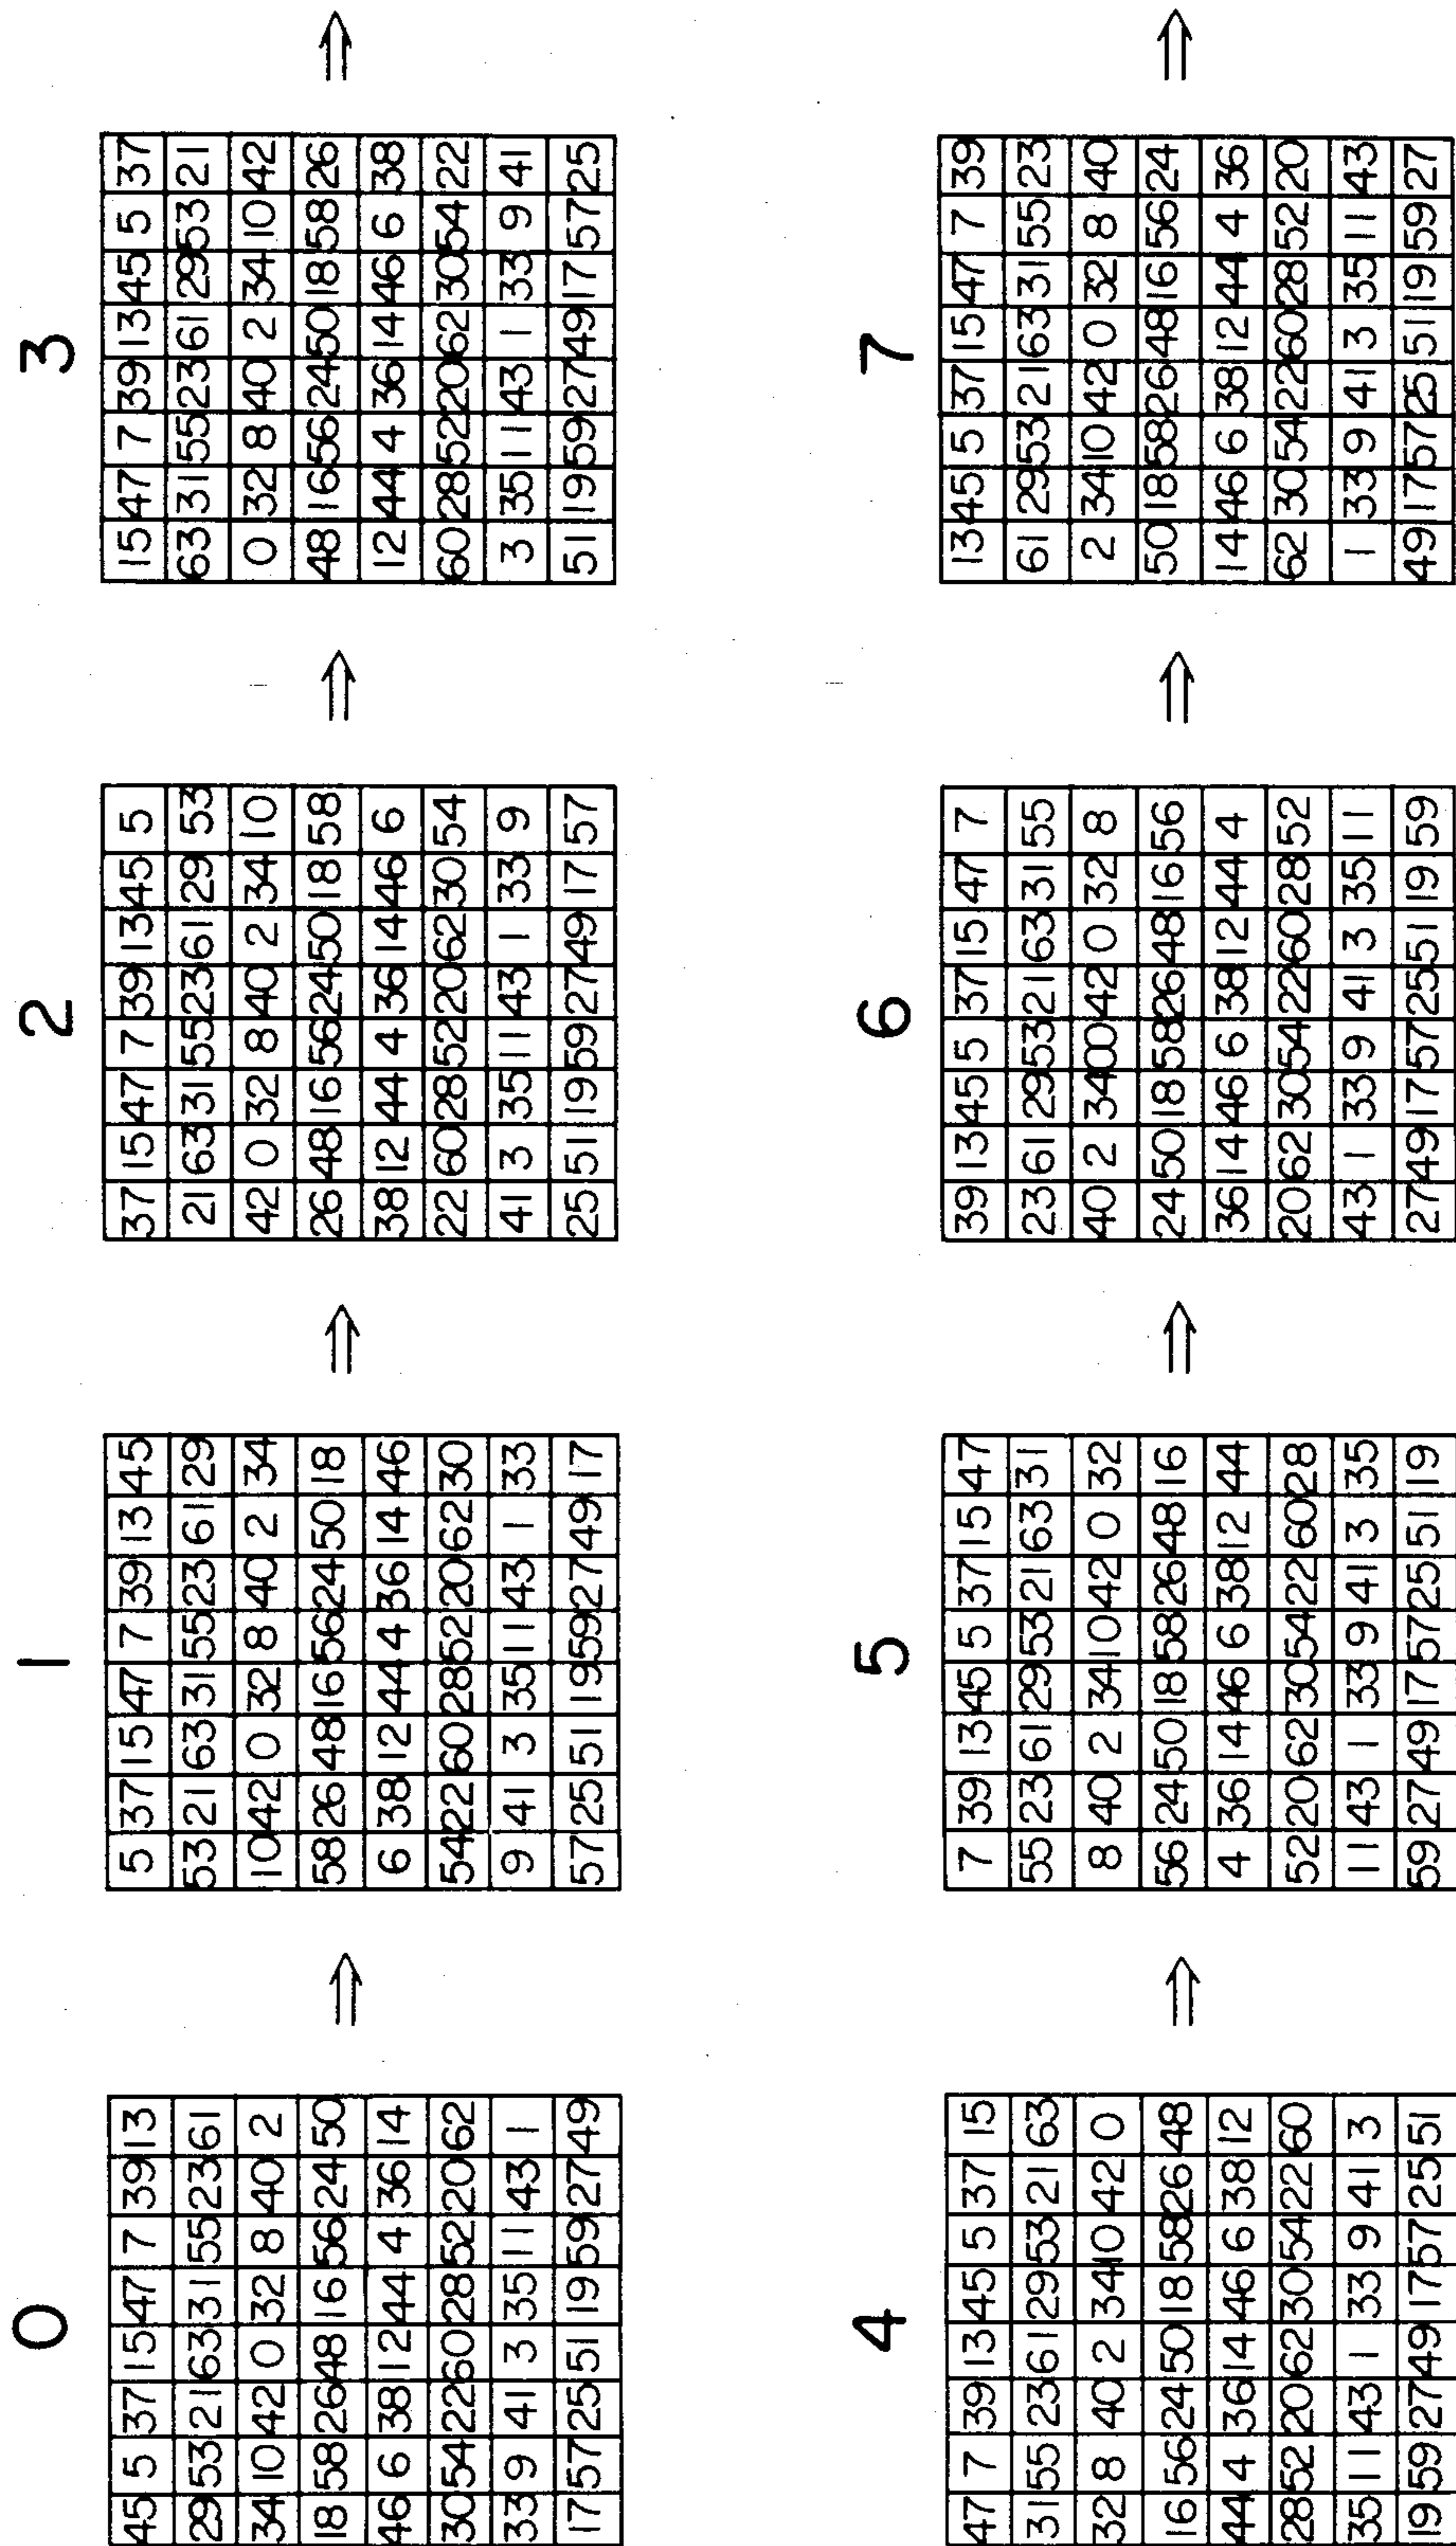 0
45 5 37 15 47 7 39 13
29 53 21 63 31 55 23 61
34 10 42 0 32 8 40 2
18 58 26 48 16 56 24 50
46 6 38 12 44 4 36 14
30 54 22 60 28 52 20 62
33 9 41 3 35 11 43 1
17 57 25 51 19 59 27 49
1
5 37 15 47 7 39 13 45
53 21 63 31 55 23 61 29
10 42 0 32 8 40 2 34
58 26 48 16 56 24 50 18
6 38 12 44 4 36 14 46
54 22 60 28 52 20 62 30
9 41 3 35 11 43 1 33
57 25 51 19 59 27 49 17
2
37 15 47 7 39 13 45 5
21 63 31 55 23 61 29 53
42 0 32 8 40 2 34 10
26 48 16 56 24 50 18 58
38 12 44 4 36 14 46 6
22 60 28 52 20 62 30 54
41 3 35 11 43 1 33 9
25 51 19 59 27 49 17 57
3
15 47 7 39 13 45 5 37
63 31 55 23 61 29 53 21
0 32 8 40 2 34 10 42
48 16 56 24 50 18 58 26
12 44 4 36 14 46 6 38
60 28 52 20 62 30 54 22
3 35 11 43 1 33 9 41
51 19 59 27 49 17 57 25
4
47 7 39 13 45 5 37 15
31 55 23 61 29 53 21 63
32 8 40 2 34 10 42 0
16 56 24 50 18 58 26 48
44 4 36 14 46 6 38 12
28 52 20 62 30 54 22 60
35 11 43 1 33 9 41 3
19 59 27 49 17 57 25 51
5
7 39 13 45 5 37 15 47
55 23 61 29 53 21 63 31
8 40 2 34 10 42 0 32
56 24 50 18 58 26 48 16
4 36 14 46 6 38 12 44
52 20 62 30 54 22 60 28
11 43 1 33 9 41 3 35
59 27 49 17 57 25 51 19
6
39 13 45 5 37 15 47 7
23 61 29 53 21 63 31 55
40 2 34 00 42 0 32 8
24 50 18 58 26 48 16 56
36 14 46 6 38 12 44 4
20 62 30 54 22 60 28 52
43 1 33 9 41 3 35 11
27 49 17 57 25 51 19 59
7
13 45 5 37 15 47 7 39
61 29 53 21 63 31 55 23
2 34 10 42 0 32 8 40
50 18 58 26 48 16 56 24
14 46 6 38 12 44 4 36
62 30 54 22 60 28 52 20
1 33 9 41 3 35 11 43
49 17 57 25 51 19 59 27